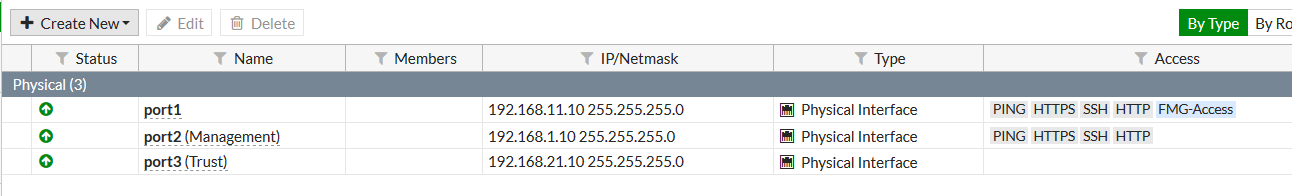 Create New Edit Delete By Type By Ro
Status Name Members IP/Netmask Type Access
Physical (3)
port1 192.168.11.10 255.255.255.0 Physical Interface PING HTTPS SSH HTTP FMG-Access
port2 (Management) 192.168.1.10 255.255.255.0 Physical Interface PING HTTPS SSH HTTP
port3 (Trust) 192.168.21.10 255.255.255.0 Physical Interface